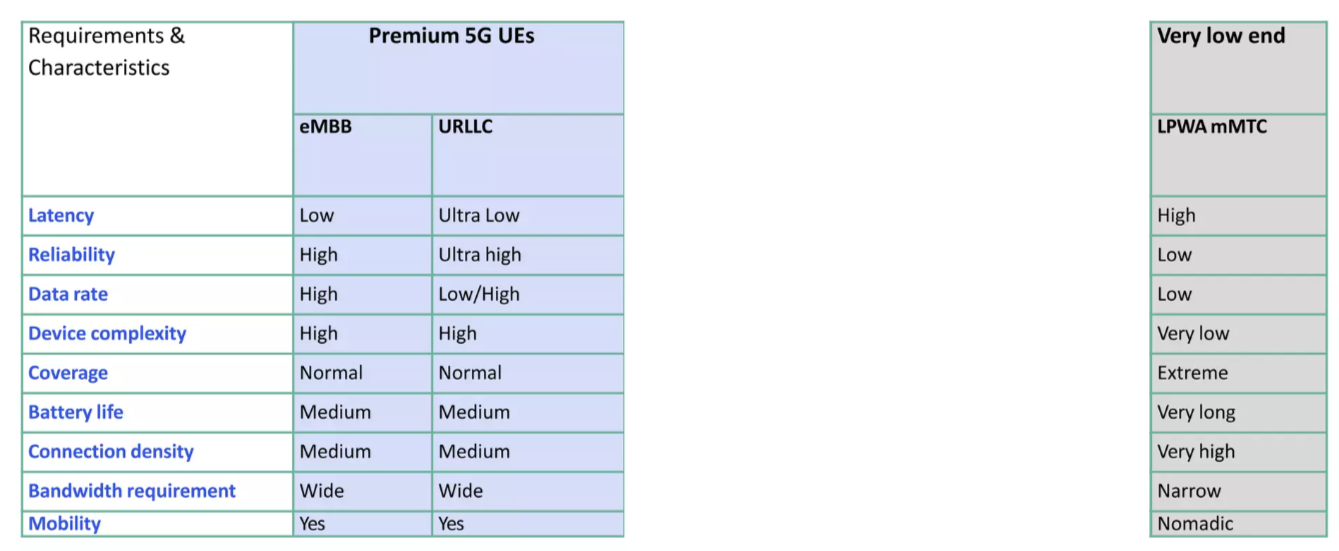 Requirements & Premium 5G UEs Very low end
Characteristics
eMBB URLLC LPWA mMTC
Latency Low Ultra Low High
Reliability High Ultra high Low
Data rate High Low/High Low
Device complexity High High Very low
Coverage Normal Normal Extreme
Battery life Medium Medium Very long
Connection density Medium Medium Very high
Bandwidth requirement Wide Wide Narrow
Mobility Yes Yes Nomadic